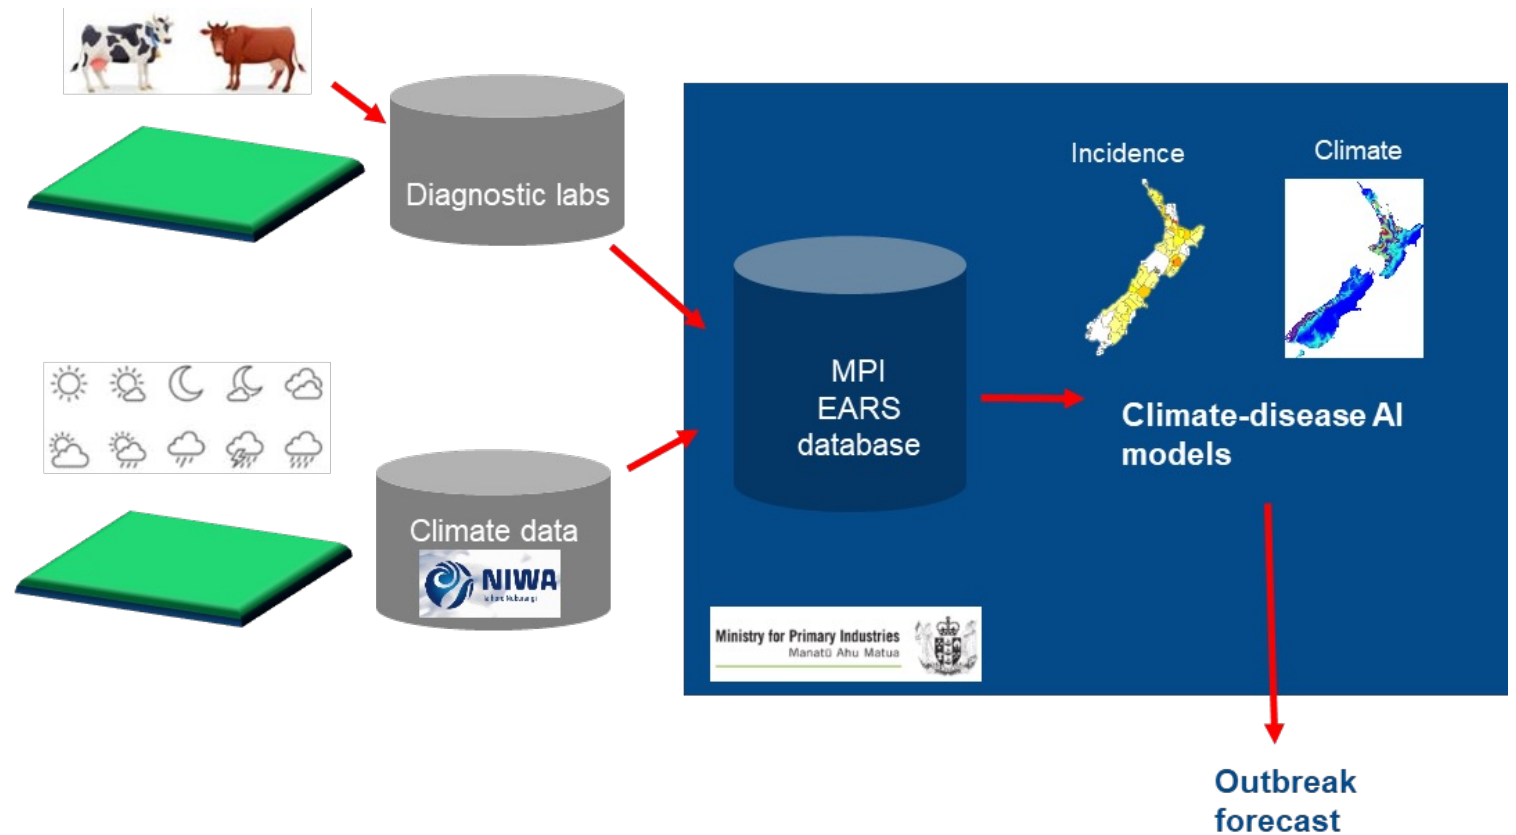 Diagnostic labs
Incidence
Climate
MPI
EARS
database
Climate-disease AI
models
Climate data
NIWA
Ministry for Primary Industries
Manatū Ahu Matua
Outbreak
forecast